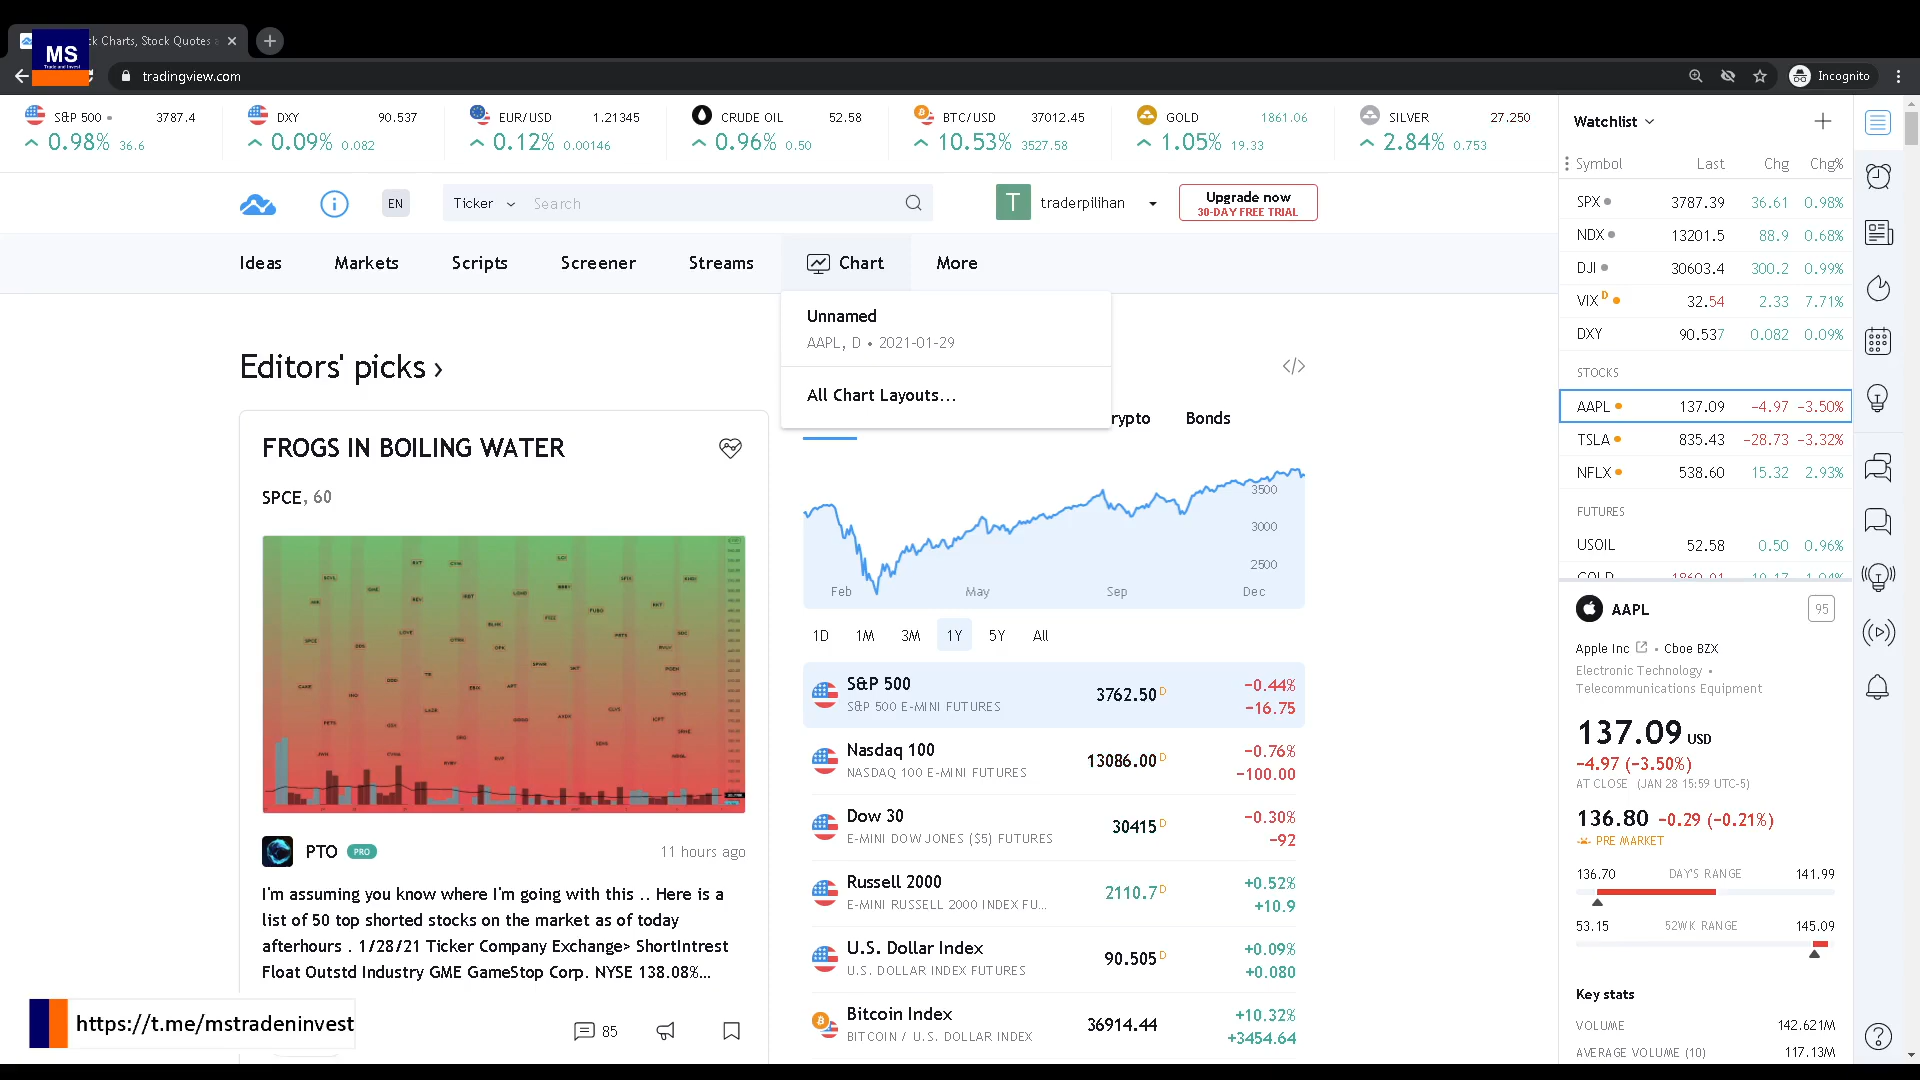 ck Charts, Stock Quotes a
MS
Trade and Invest
tradingview.com
Incognito
S&P 500 3787.4
0.98% 36.6
DXY 90.537
0.09% 0.082
EUR/USD 1.21345
0.12% 0.00146
CRUDE OIL 52.58
0.96% 0.50
BTC/USD 37012.45
10.53% 3527.58
GOLD 1861.06
1.05% 19.33
SILVER 27.250
2.84% 0.753
EN
Ticker
Search
T traderpilihan
Upgrade now
30-DAY FREE TRIAL
Ideas Markets Scripts Screener Streams Chart More
Unnamed
AAPL, D • 2021-01-29
All Chart Layouts...
Editors' picks ›
FROGS IN BOILING WATER
SPCE, 60
PTO PRO 11 hours ago
I'm assuming you know where I'm going with this .. Here is a
list of 50 top shorted stocks on the market as of today
afterhours . 1/28/21 Ticker Company Exchange> ShortIntrest
Float Outstd Industry GME GameStop Corp. NYSE 138.08%...
85
https://t.me/mstradeninvest
rypto Bonds
3500
3000
2500
Feb May Sep Dec
1D 1M 3M 1Y 5Y All
S&P 500 3762.50 D −0.44%
S&P 500 E-MINI FUTURES −16.75
Nasdaq 100 13086.00 D −0.76%
NASDAQ 100 E-MINI FUTURES −100.00
Dow 30 30415 D −0.30%
E-MINI DOW JONES ($5) FUTURES −92
Russell 2000 2110.7 D +0.52%
E-MINI RUSSELL 2000 INDEX FU... +10.9
U.S. Dollar Index 90.505 D +0.09%
U.S. DOLLAR INDEX FUTURES +0.080
Bitcoin Index 36914.44 +10.32%
BITCOIN / U.S. DOLLAR INDEX +3454.64
Watchlist
Symbol Last Chg Chg%
SPX 3787.39 36.61 0.98%
NDX 13201.5 88.9 0.68%
DJI 30603.4 300.2 0.99%
VIX D 32.54 2.33 7.71%
DXY 90.537 0.082 0.09%
STOCKS
AAPL 137.09 −4.97 −3.50%
TSLA 835.43 −28.73 −3.32%
NFLX 538.60 15.32 2.93%
FUTURES
USOIL 52.58 0.50 0.96%
GOLD
AAPL 95
Apple Inc • Cboe BZX
Electronic Technology •
Telecommunications Equipment
137.09 USD
−4.97 (−3.50%)
AT CLOSE (JAN 28 15:59 UTC-5)
136.80 −0.29 (−0.21%)
PRE MARKET
136.70 DAY'S RANGE 141.99
53.15 52WK RANGE 145.09
Key stats
VOLUME 142.621M
AVERAGE VOLUME (10) 117.13M